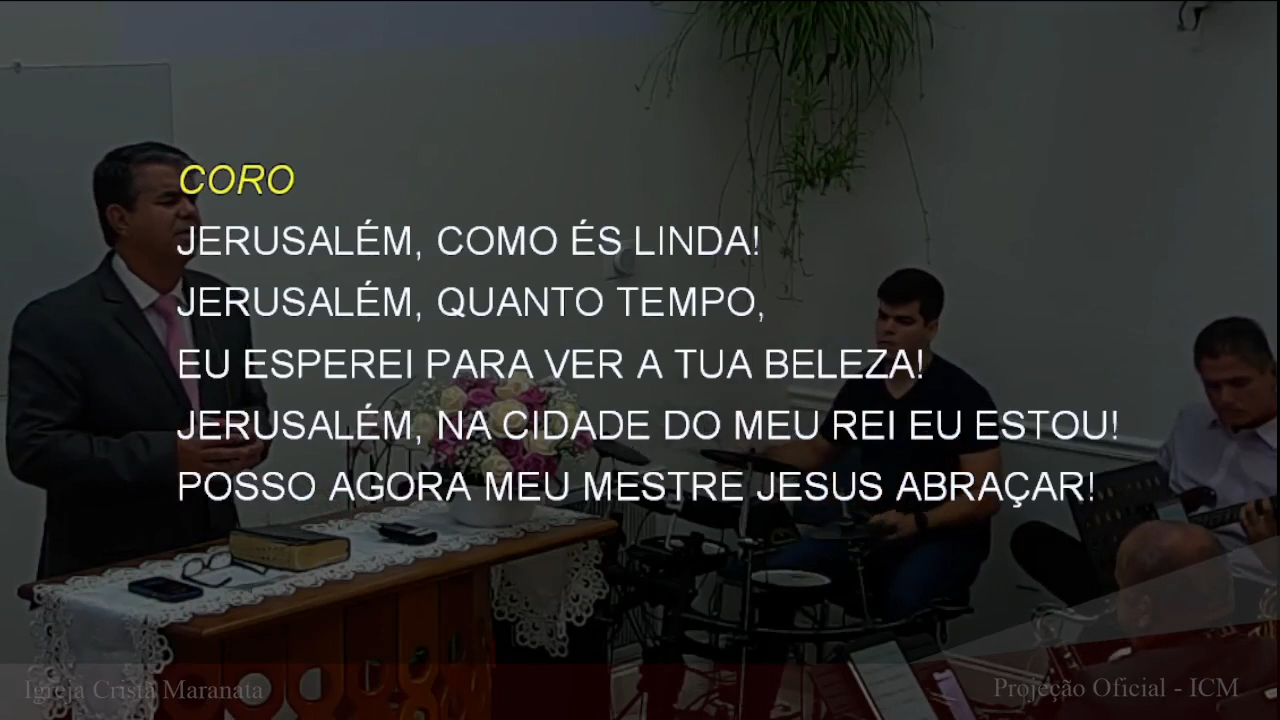 CORO
JERUSALÉM, COMO ÉS LINDA!
JERUSALÉM, QUANTO TEMPO,
EU ESPEREI PARA VER A TUA BELEZA!
JERUSALÉM, NA CIDADE DO MEU REI EU ESTOU!
POSSO AGORA MEU MESTRE JESUS ABRAÇAR!
Igreja Cristã Maranata
Projeção Oficial - ICM